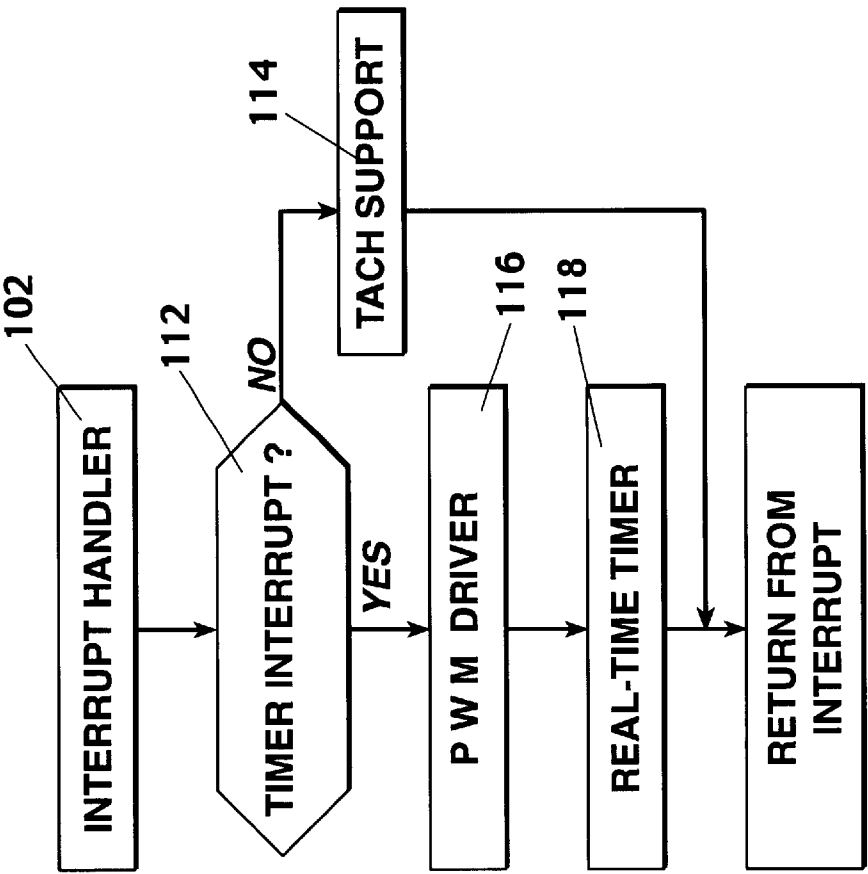 102
INTERRUPT HANDLER
112
TIMER INTERRUPT ?
NO
114
TACH SUPPORT
YES
116
P W M DRIVER
118
REAL-TIME TIMER
RETURN FROM
INTERRUPT